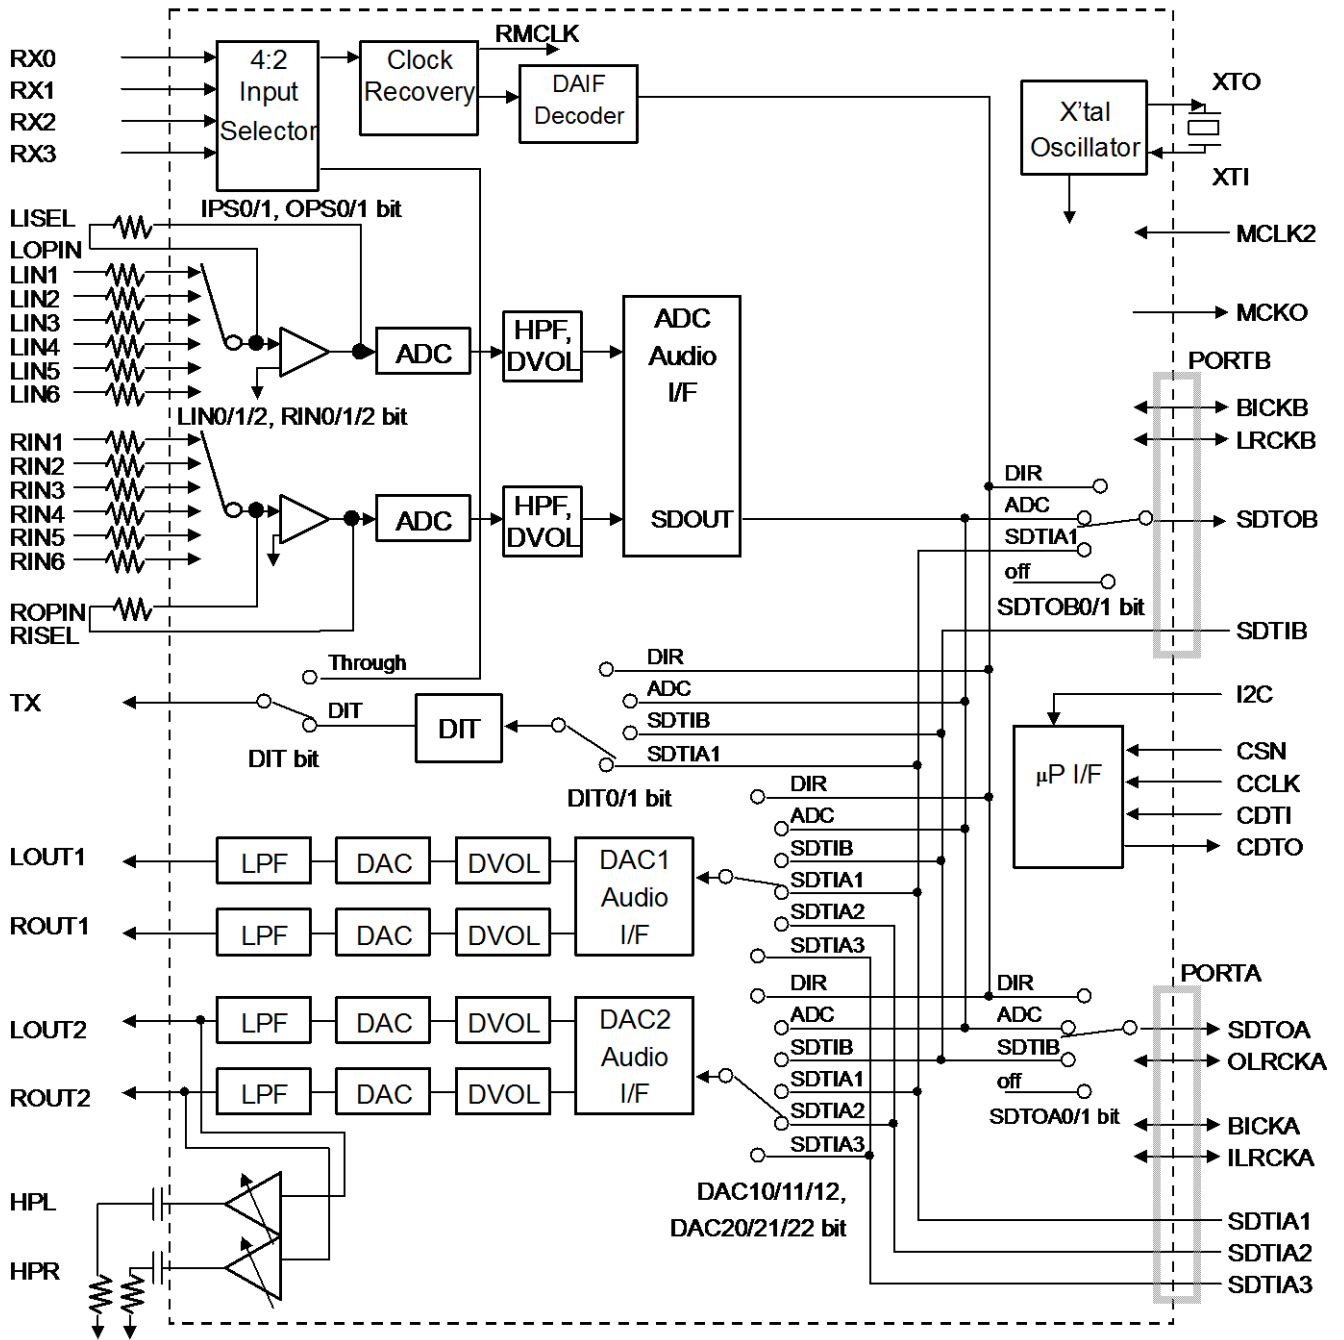 RX0
RX1
RX2
RX3
4:2
Input
Selector
IPS0/1, OPS0/1 bit
Clock
Recovery
RMCLK
DAIF
Decoder
X'tal
Oscillator
XTO
XTI
MCLK2
MCKO
LISEL
LOPIN
LIN1
LIN2
LIN3
LIN4
LIN5
LIN6
LIN0/1/2, RIN0/1/2 bit
ADC
HPF,
DVOL
ADC
Audio
I/F
SDOUT
RIN1
RIN2
RIN3
RIN4
RIN5
RIN6
ADC
HPF,
DVOL
ROPIN
RISEL
PORTB
BICKB
LRCKB
SDTOB
SDTIB
DIR
ADC
SDTIA1
off
SDTOB0/1 bit
TX
Through
DIT
DIT bit
DIT
DIR
ADC
SDTIB
SDTIA1
DIT0/1 bit
I2C
CSN
CCLK
CDTI
CDTO
μP I/F
LOUT1
LPF
DAC
DVOL
DAC1
Audio
I/F
ROUT1
LPF
DAC
DVOL
DIR
ADC
SDTIB
SDTIA1
SDTIA2
SDTIA3
LOUT2
LPF
DAC
DVOL
DAC2
Audio
I/F
ROUT2
LPF
DAC
DVOL
DIR
ADC
SDTIB
SDTIA1
SDTIA2
SDTIA3
DAC10/11/12,
DAC20/21/22 bit
DIR
ADC
SDTIB
off
SDTOA0/1 bit
PORTA
SDTOA
OLRCKA
BICKA
ILRCKA
SDTIA1
SDTIA2
SDTIA3
HPL
HPR